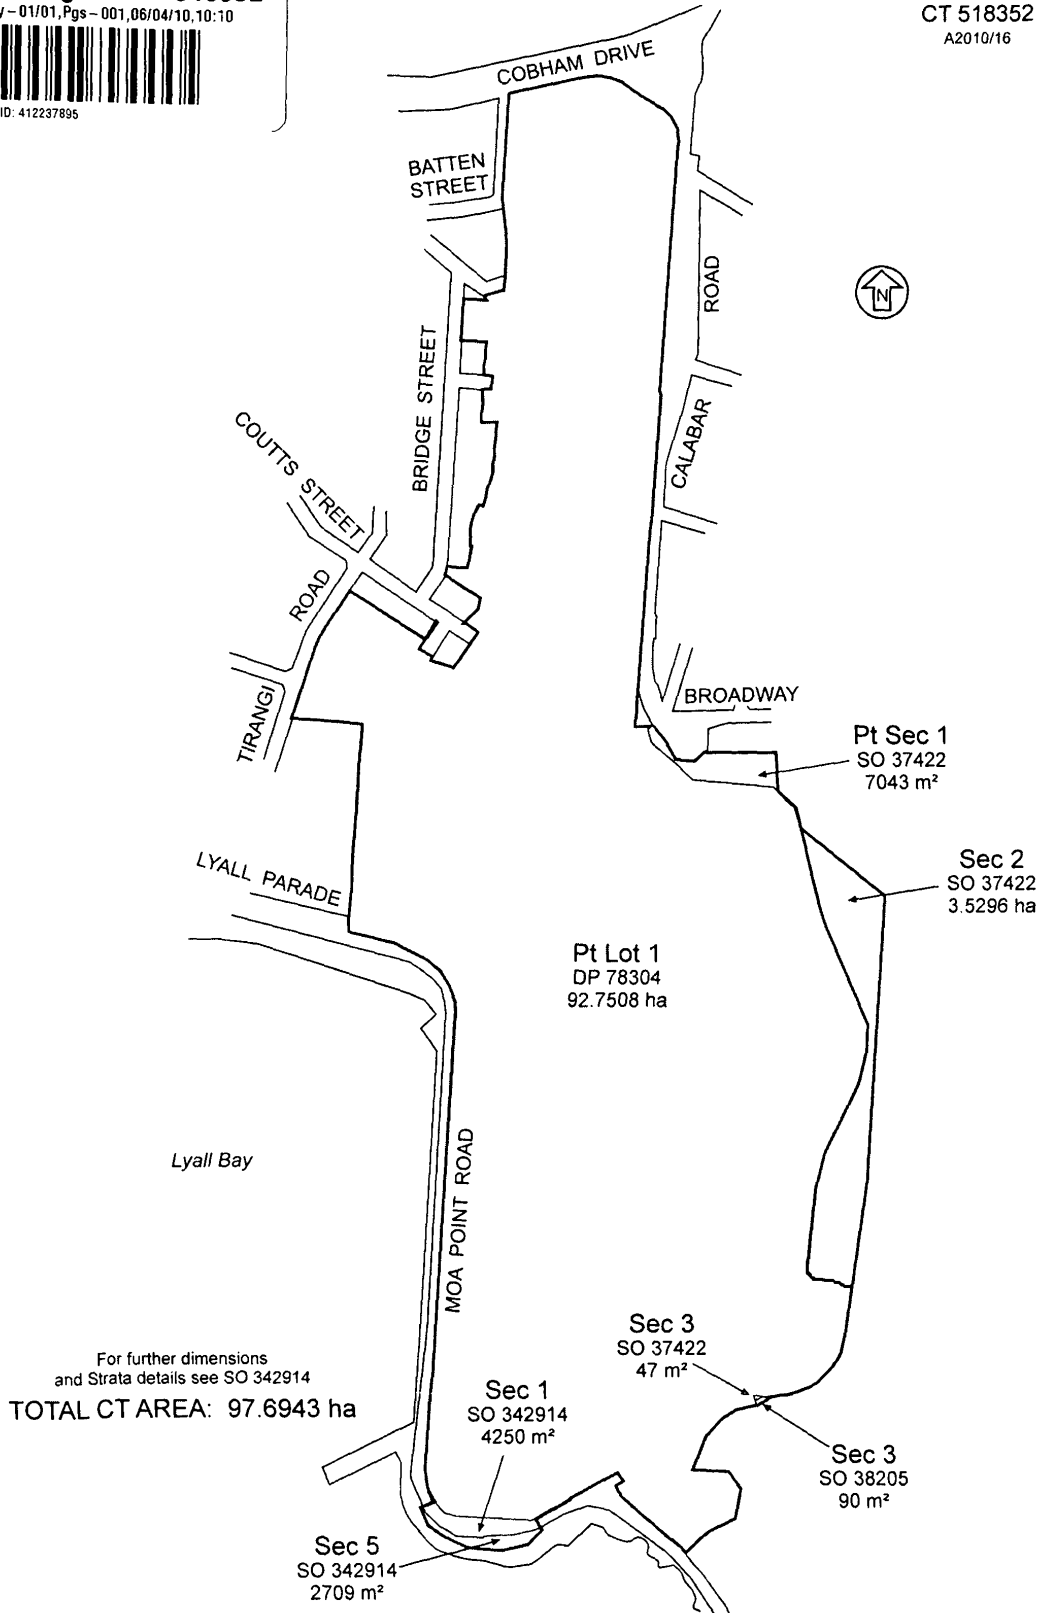 y - 01/01, Pgs - 001, 06/04/10, 10:10
ID: 412237895
CT 518352
A2010/16
COBHAM DRIVE
BATTEN
STREET
ROAD
N
BRIDGE STREET
CALABAR
COUTTS STREET
ROAD
TIRANGI
BROADWAY
Pt Sec 1
SO 37422
7043 m²
LYALL PARADE
Sec 2
SO 37422
3.5296 ha
Pt Lot 1
DP 78304
92.7508 ha
Lyall Bay
MOA POINT ROAD
Sec 3
SO 37422
47 m²
For further dimensions
and Strata details see SO 342914
TOTAL CT AREA: 97.6943 ha
Sec 1
SO 342914
4250 m²
Sec 3
SO 38205
90 m²
Sec 5
SO 342914
2709 m²